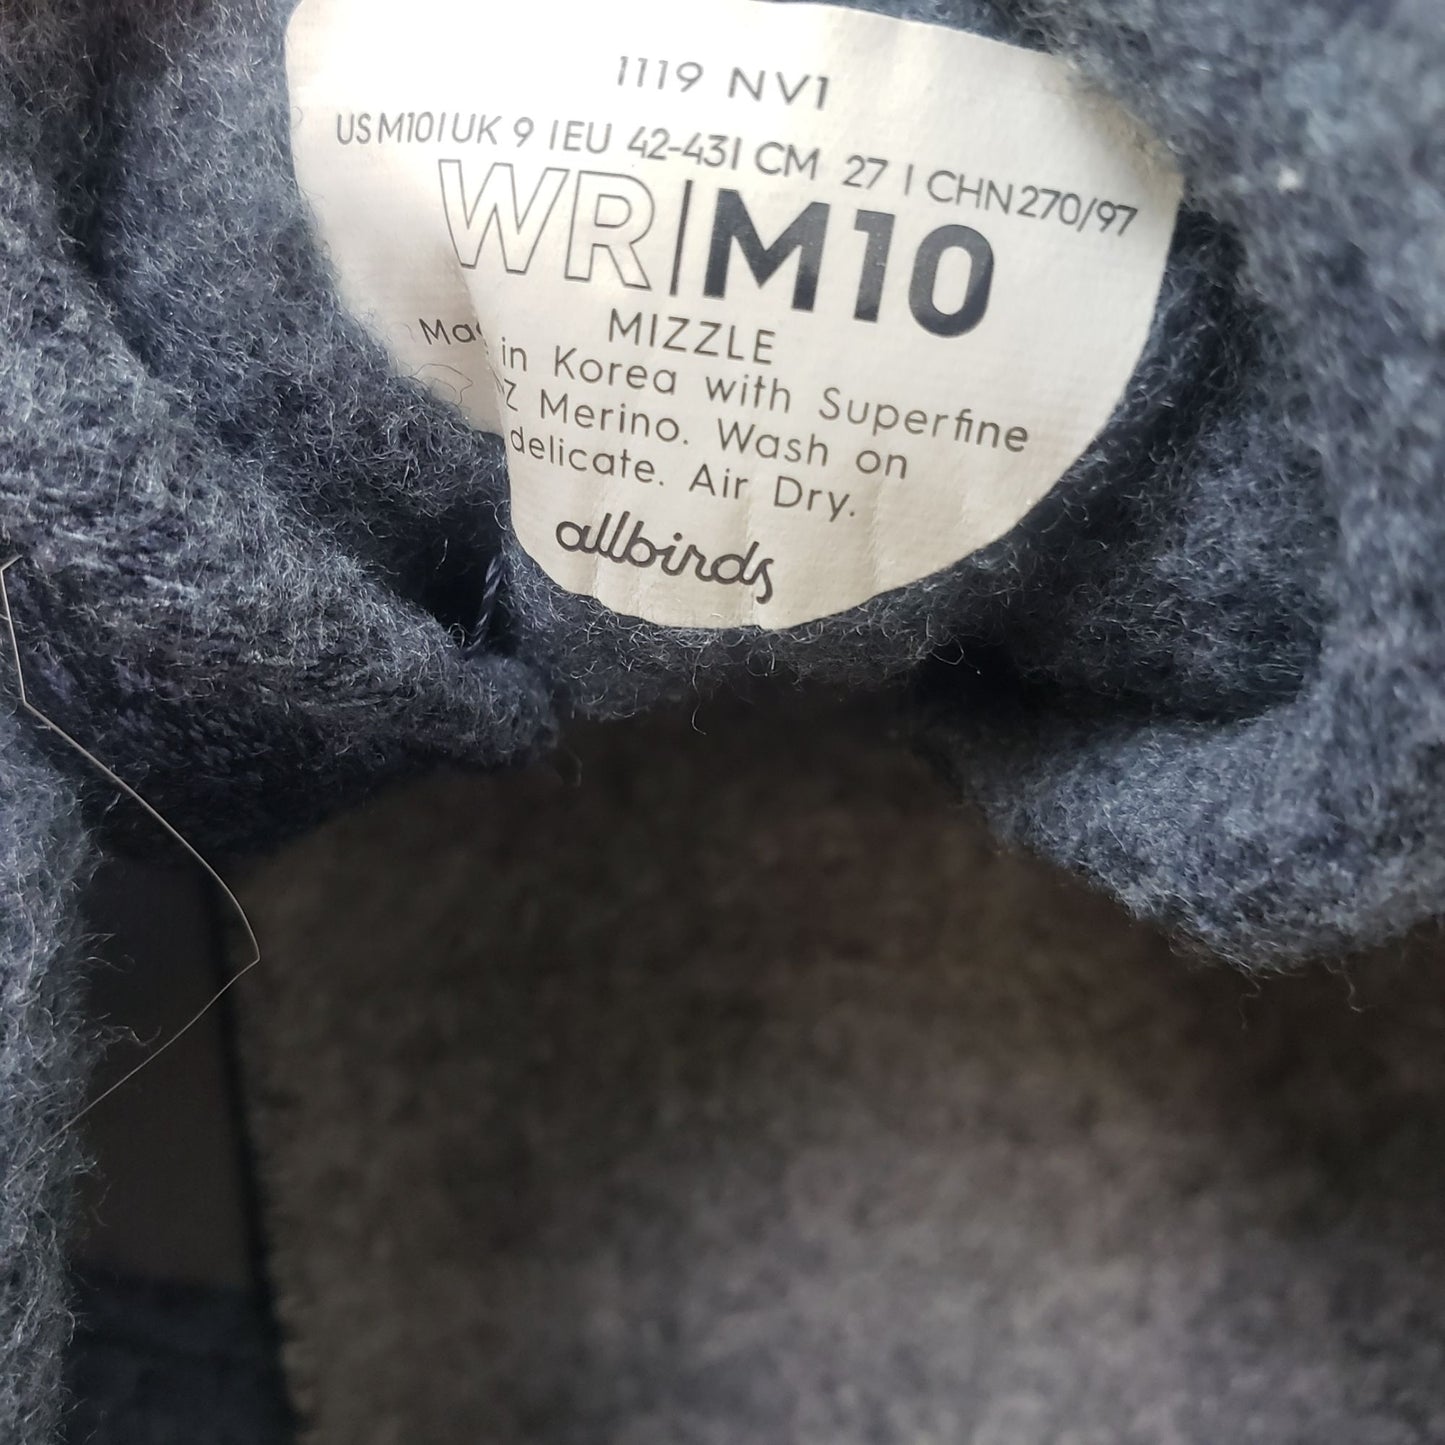 1119 NV1
US M10 | UK 9 | EU 42-43 | CM 27 | CHN 270/97
WR | M10
MIZZLE
in Korea with Superfine
Merino. Wash on
delicate. Air Dry.
allbirds